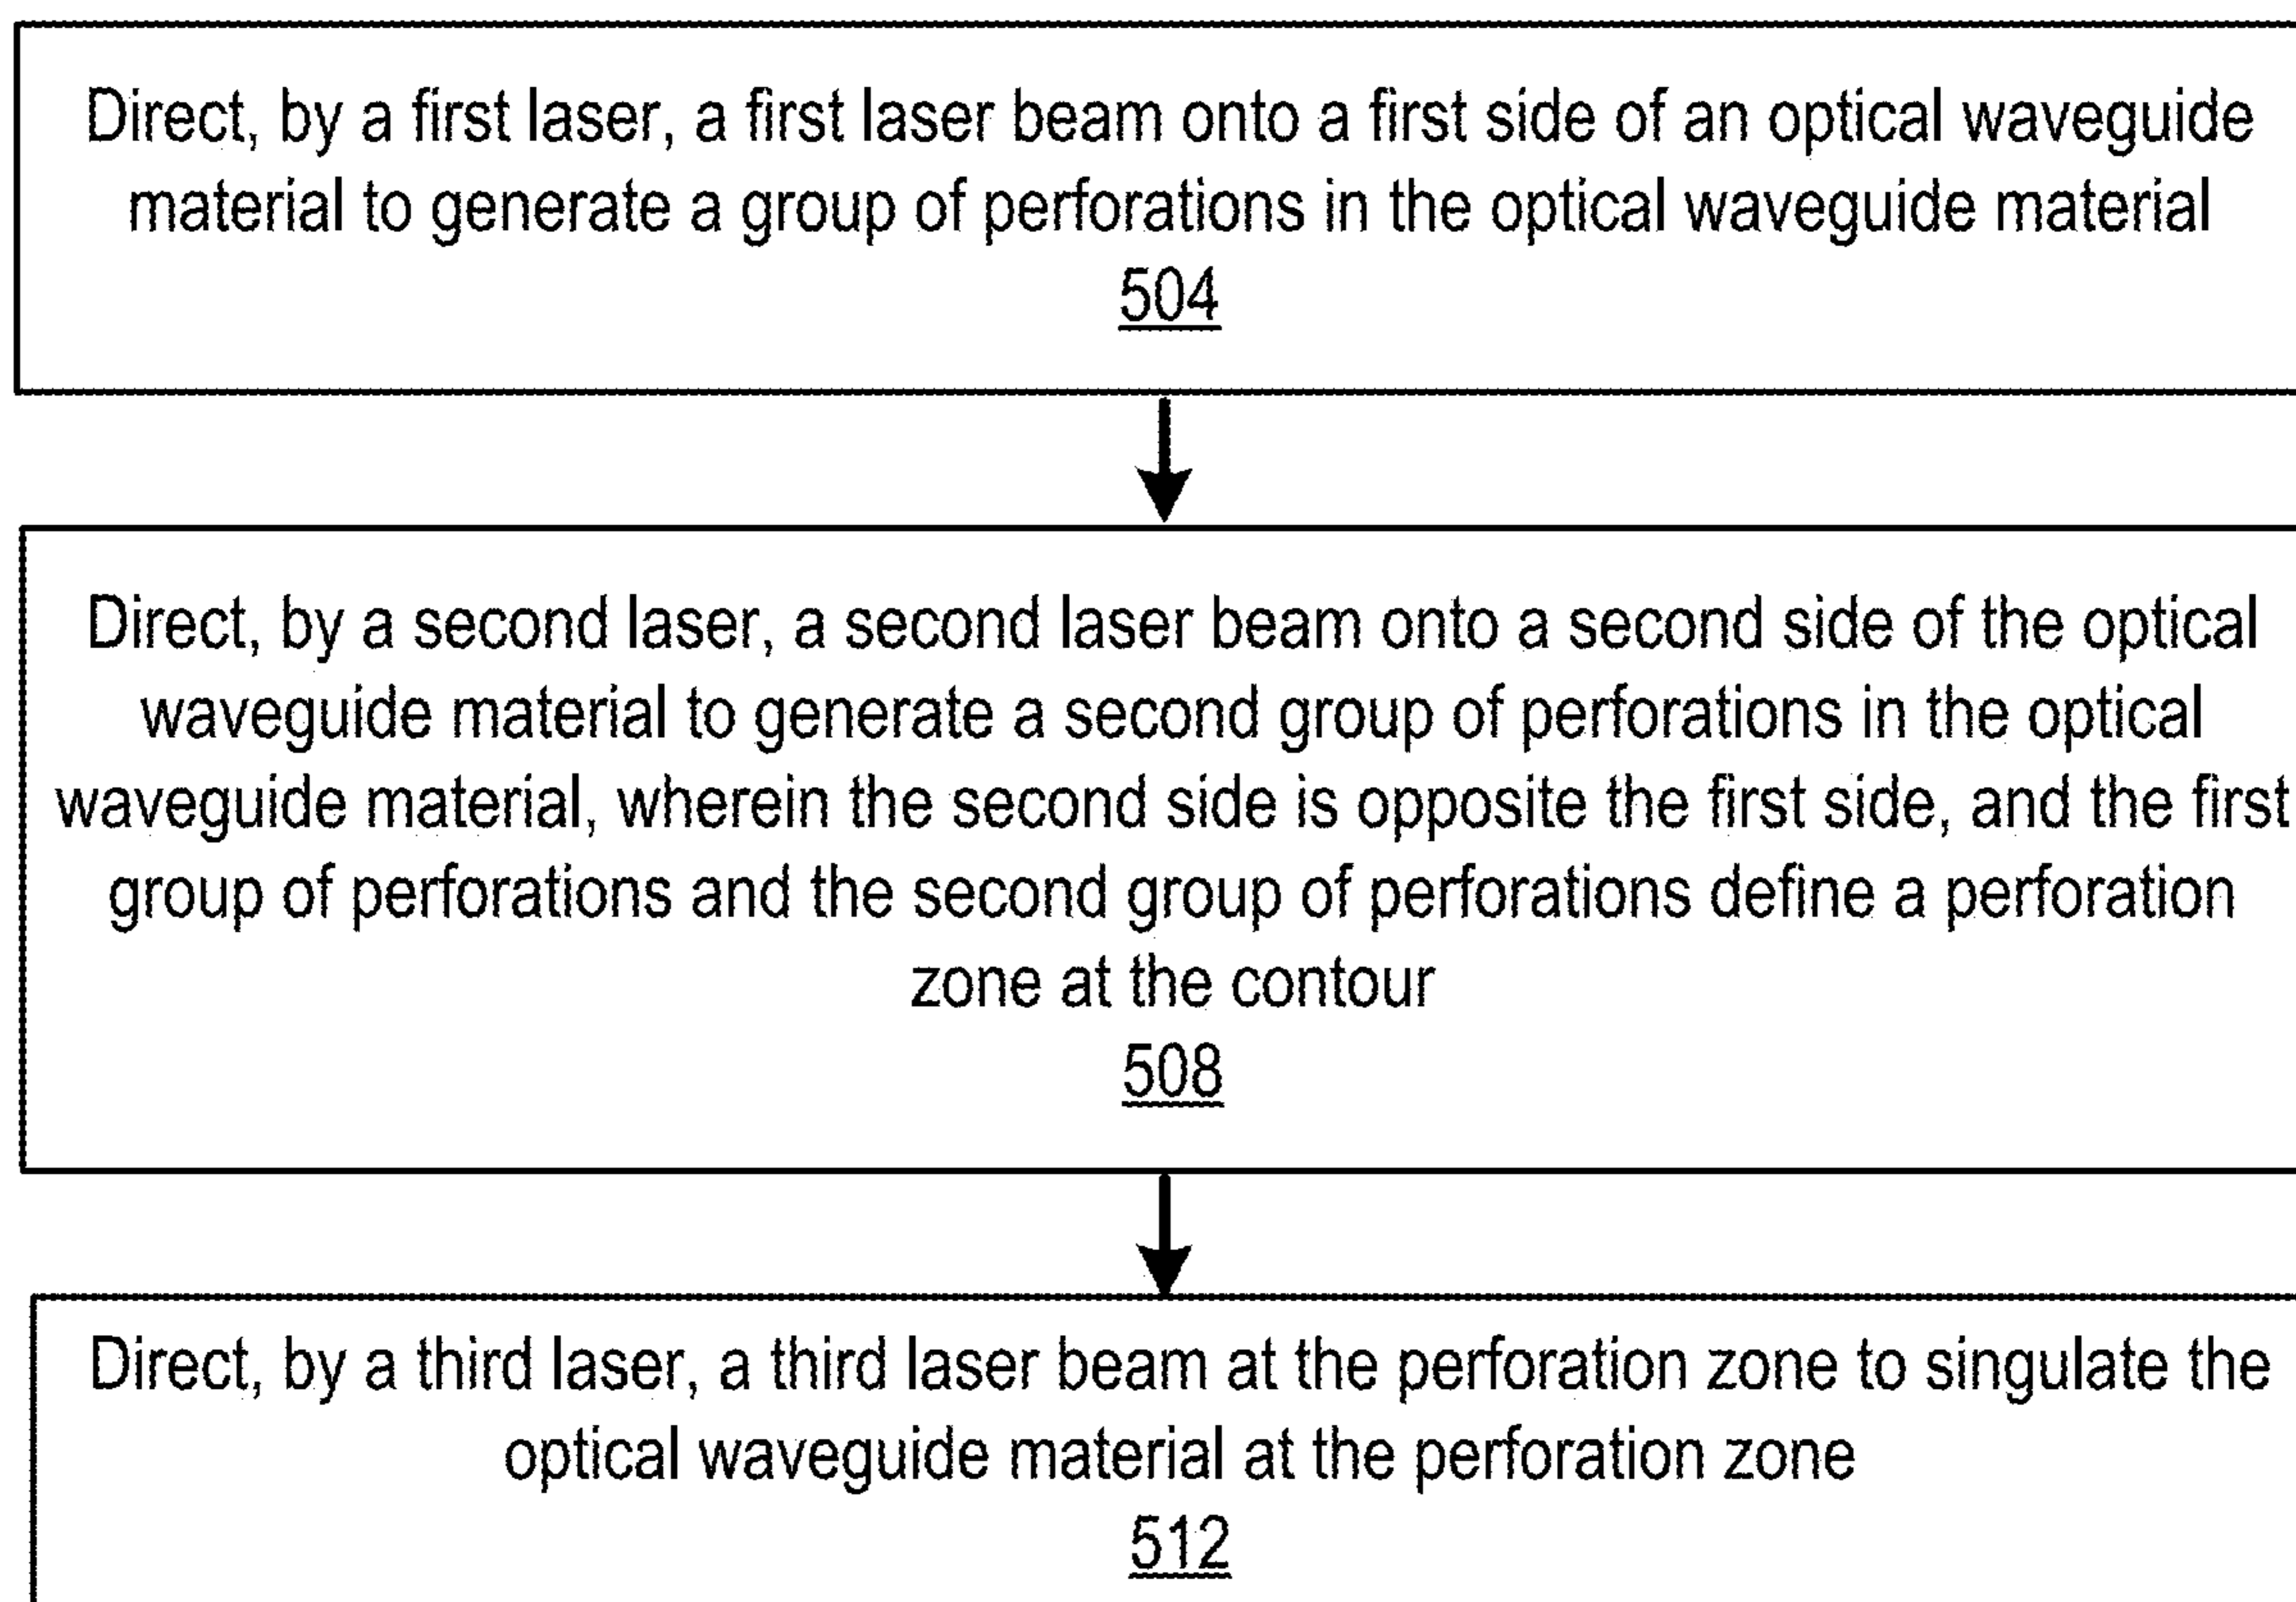 Direct, by a first laser, a first laser beam onto a first side of an optical waveguide
material to generate a group of perforations in the optical waveguide material
504
Direct, by a second laser, a second laser beam onto a second side of the optical
waveguide material to generate a second group of perforations in the optical
waveguide material, wherein the second side is opposite the first side, and the first
group of perforations and the second group of perforations define a perforation
zone at the contour
508
Direct, by a third laser, a third laser beam at the perforation zone to singulate the
optical waveguide material at the perforation zone
512